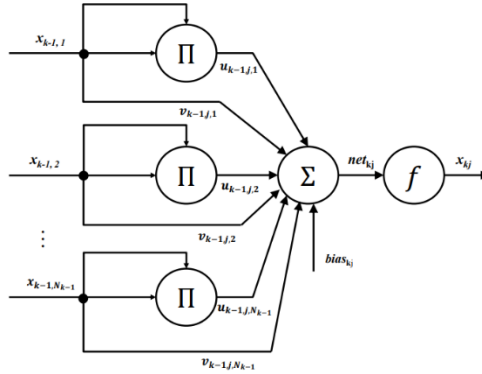 x_{k-1, 1}
∏
u_{k−1,j,1}
v_{k−1,j,1}
x_{k-1, 2}
∏
u_{k−1,j,2}
Σ
net_{kj}
f
x_{kj}
v_{k−1,j,2}
⋮
bias_{kj}
x_{k−1,N_{k−1}}
∏
u_{k−1,j,N_{k−1}}
v_{k−1,j,N_{k−1}}